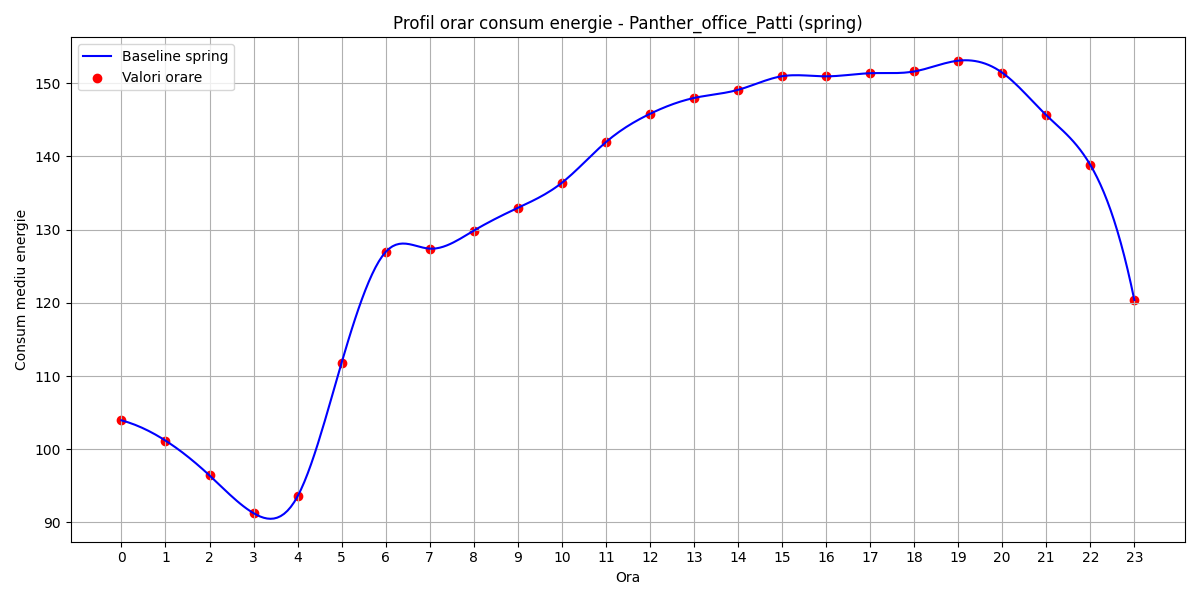 Profil orar consum energie - Panther_office_Patti (spring)
Baseline spring
Valori orare
Consum mediu energie
150
140
130
120
110
100
90
0 1 2 3 4 5 6 7 8 9 10 11 12 13 14 15 16 17 18 19 20 21 22 23
Ora